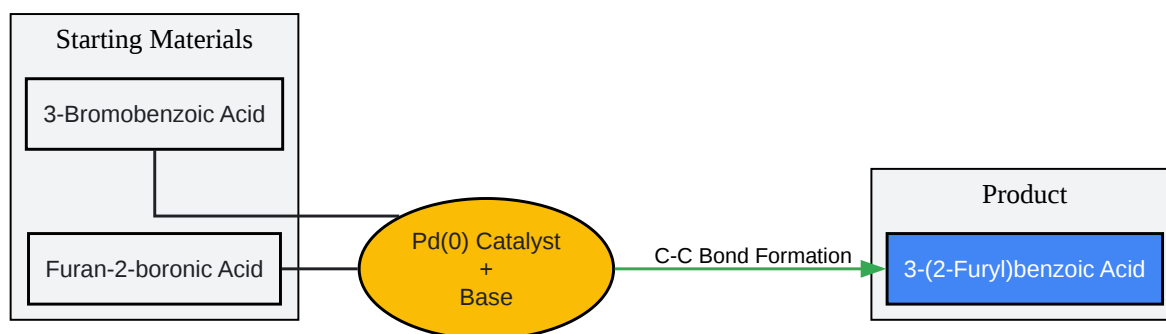 Starting Materials
3-Bromobenzoic Acid
Furan-2-boronic Acid
Pd(0) Catalyst
+
Base
C-C Bond Formation
Product
3-(2-Furyl)benzoic Acid